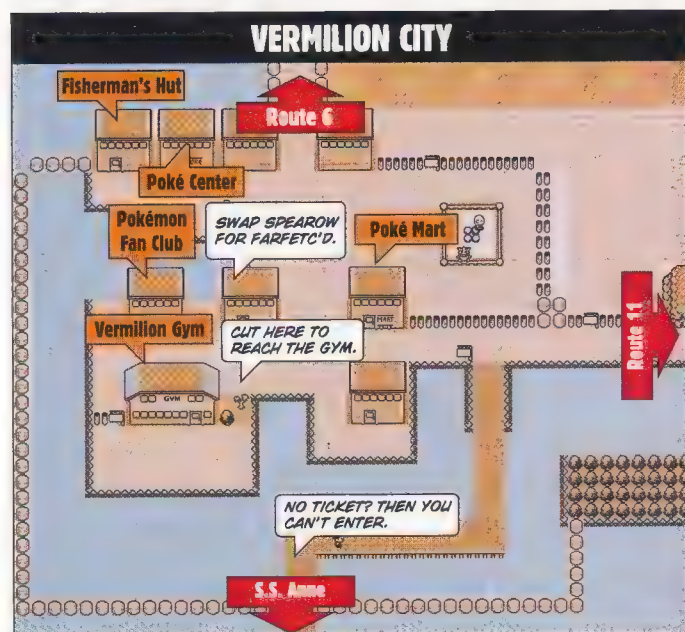 VERMILION CITY
Fisherman's Hut
Route 6
Poké Center
Pokémon
Fan Club
SWAP SPEAROW
FOR FARFETC'D.
Poké Mart
MART
Vermilion Gym
CUT HERE TO
REACH THE GYM.
Route 11
GYM
NO TICKET? THEN YOU
CAN'T ENTER.
S.S. Anne